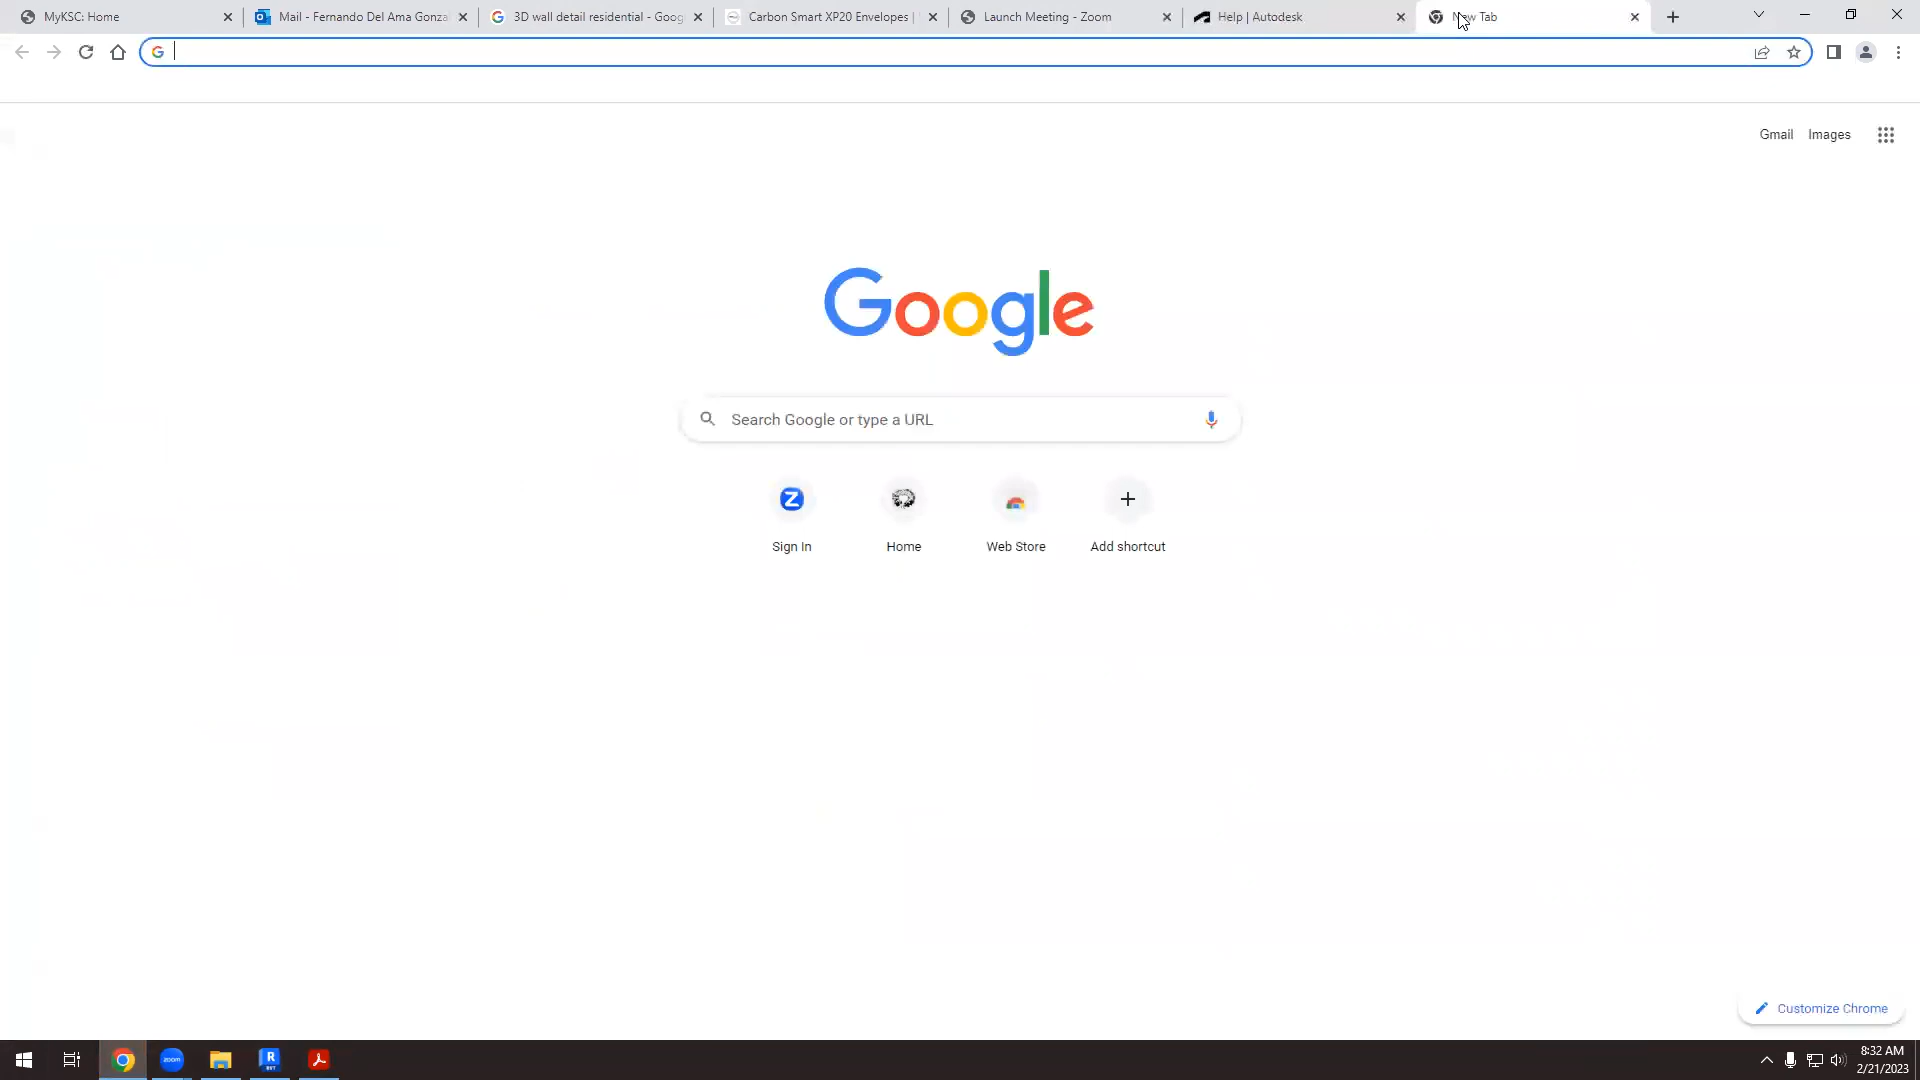 MyKSC: Home
Mail - Fernando Del Ama Gonza
3D wall detail residential - Goog
Carbon Smart XP20 Envelopes |
Launch Meeting - Zoom
Help | Autodesk
New Tab
Gmail Images
Google
Search Google or type a URL
Sign In
Home
Web Store
Add shortcut
Customize Chrome
zoom
R
RVT
8:32 AM
2/21/2023